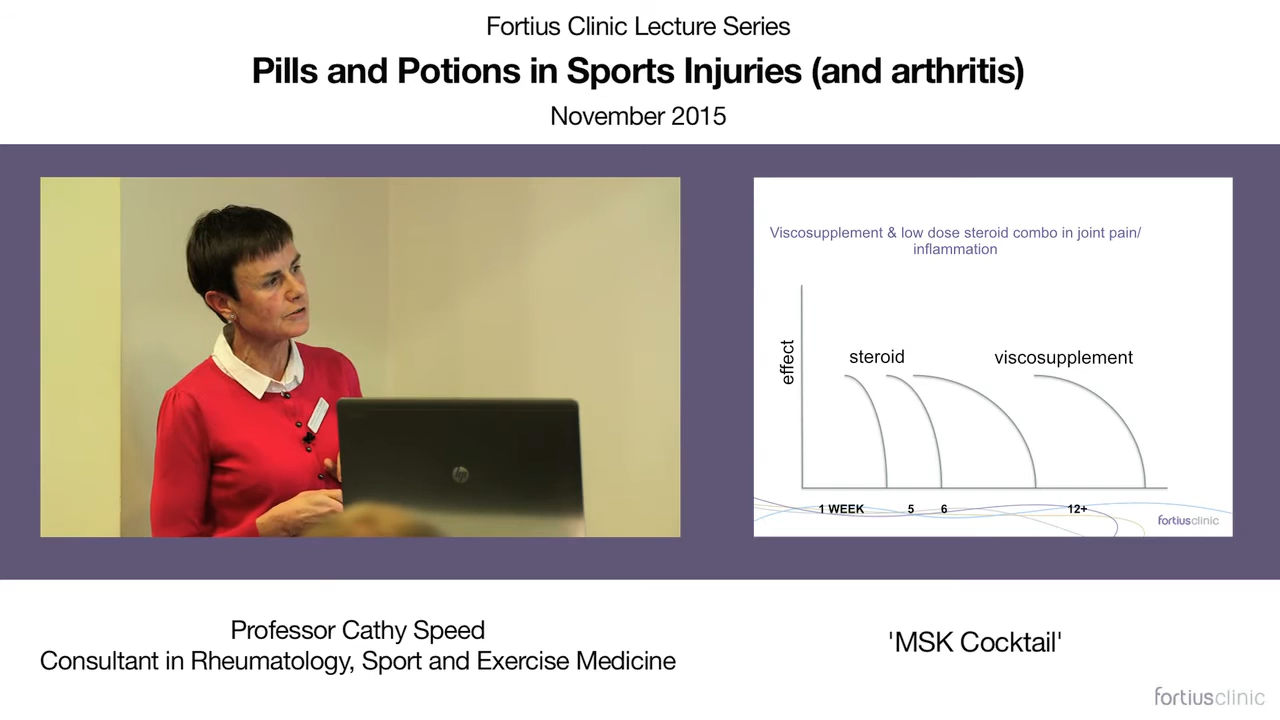 Fortius Clinic Lecture Series
Pills and Potions in Sports Injuries (and arthritis)
November 2015
Viscosupplement & low dose steroid combo in joint pain/
inflammation
effect
steroid
viscosupplement
1 WEEK
5
6
12+
fortiusclinic
hp
Professor Cathy Speed
Consultant in Rheumatology, Sport and Exercise Medicine
'MSK Cocktail'
fortiusclinic